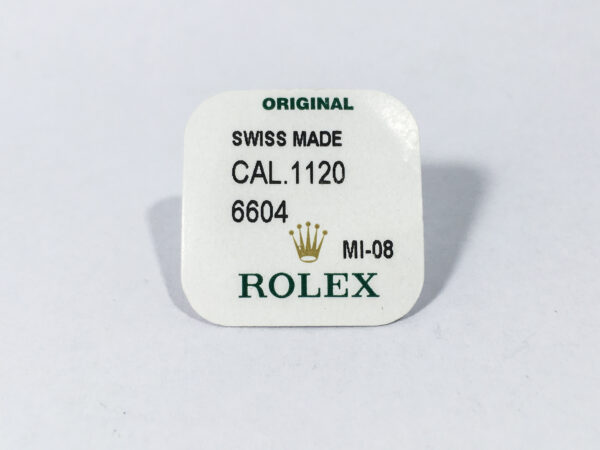 ORIGINAL
SWISS MADE
CAL.1120
6604
MI-08
ROLEX